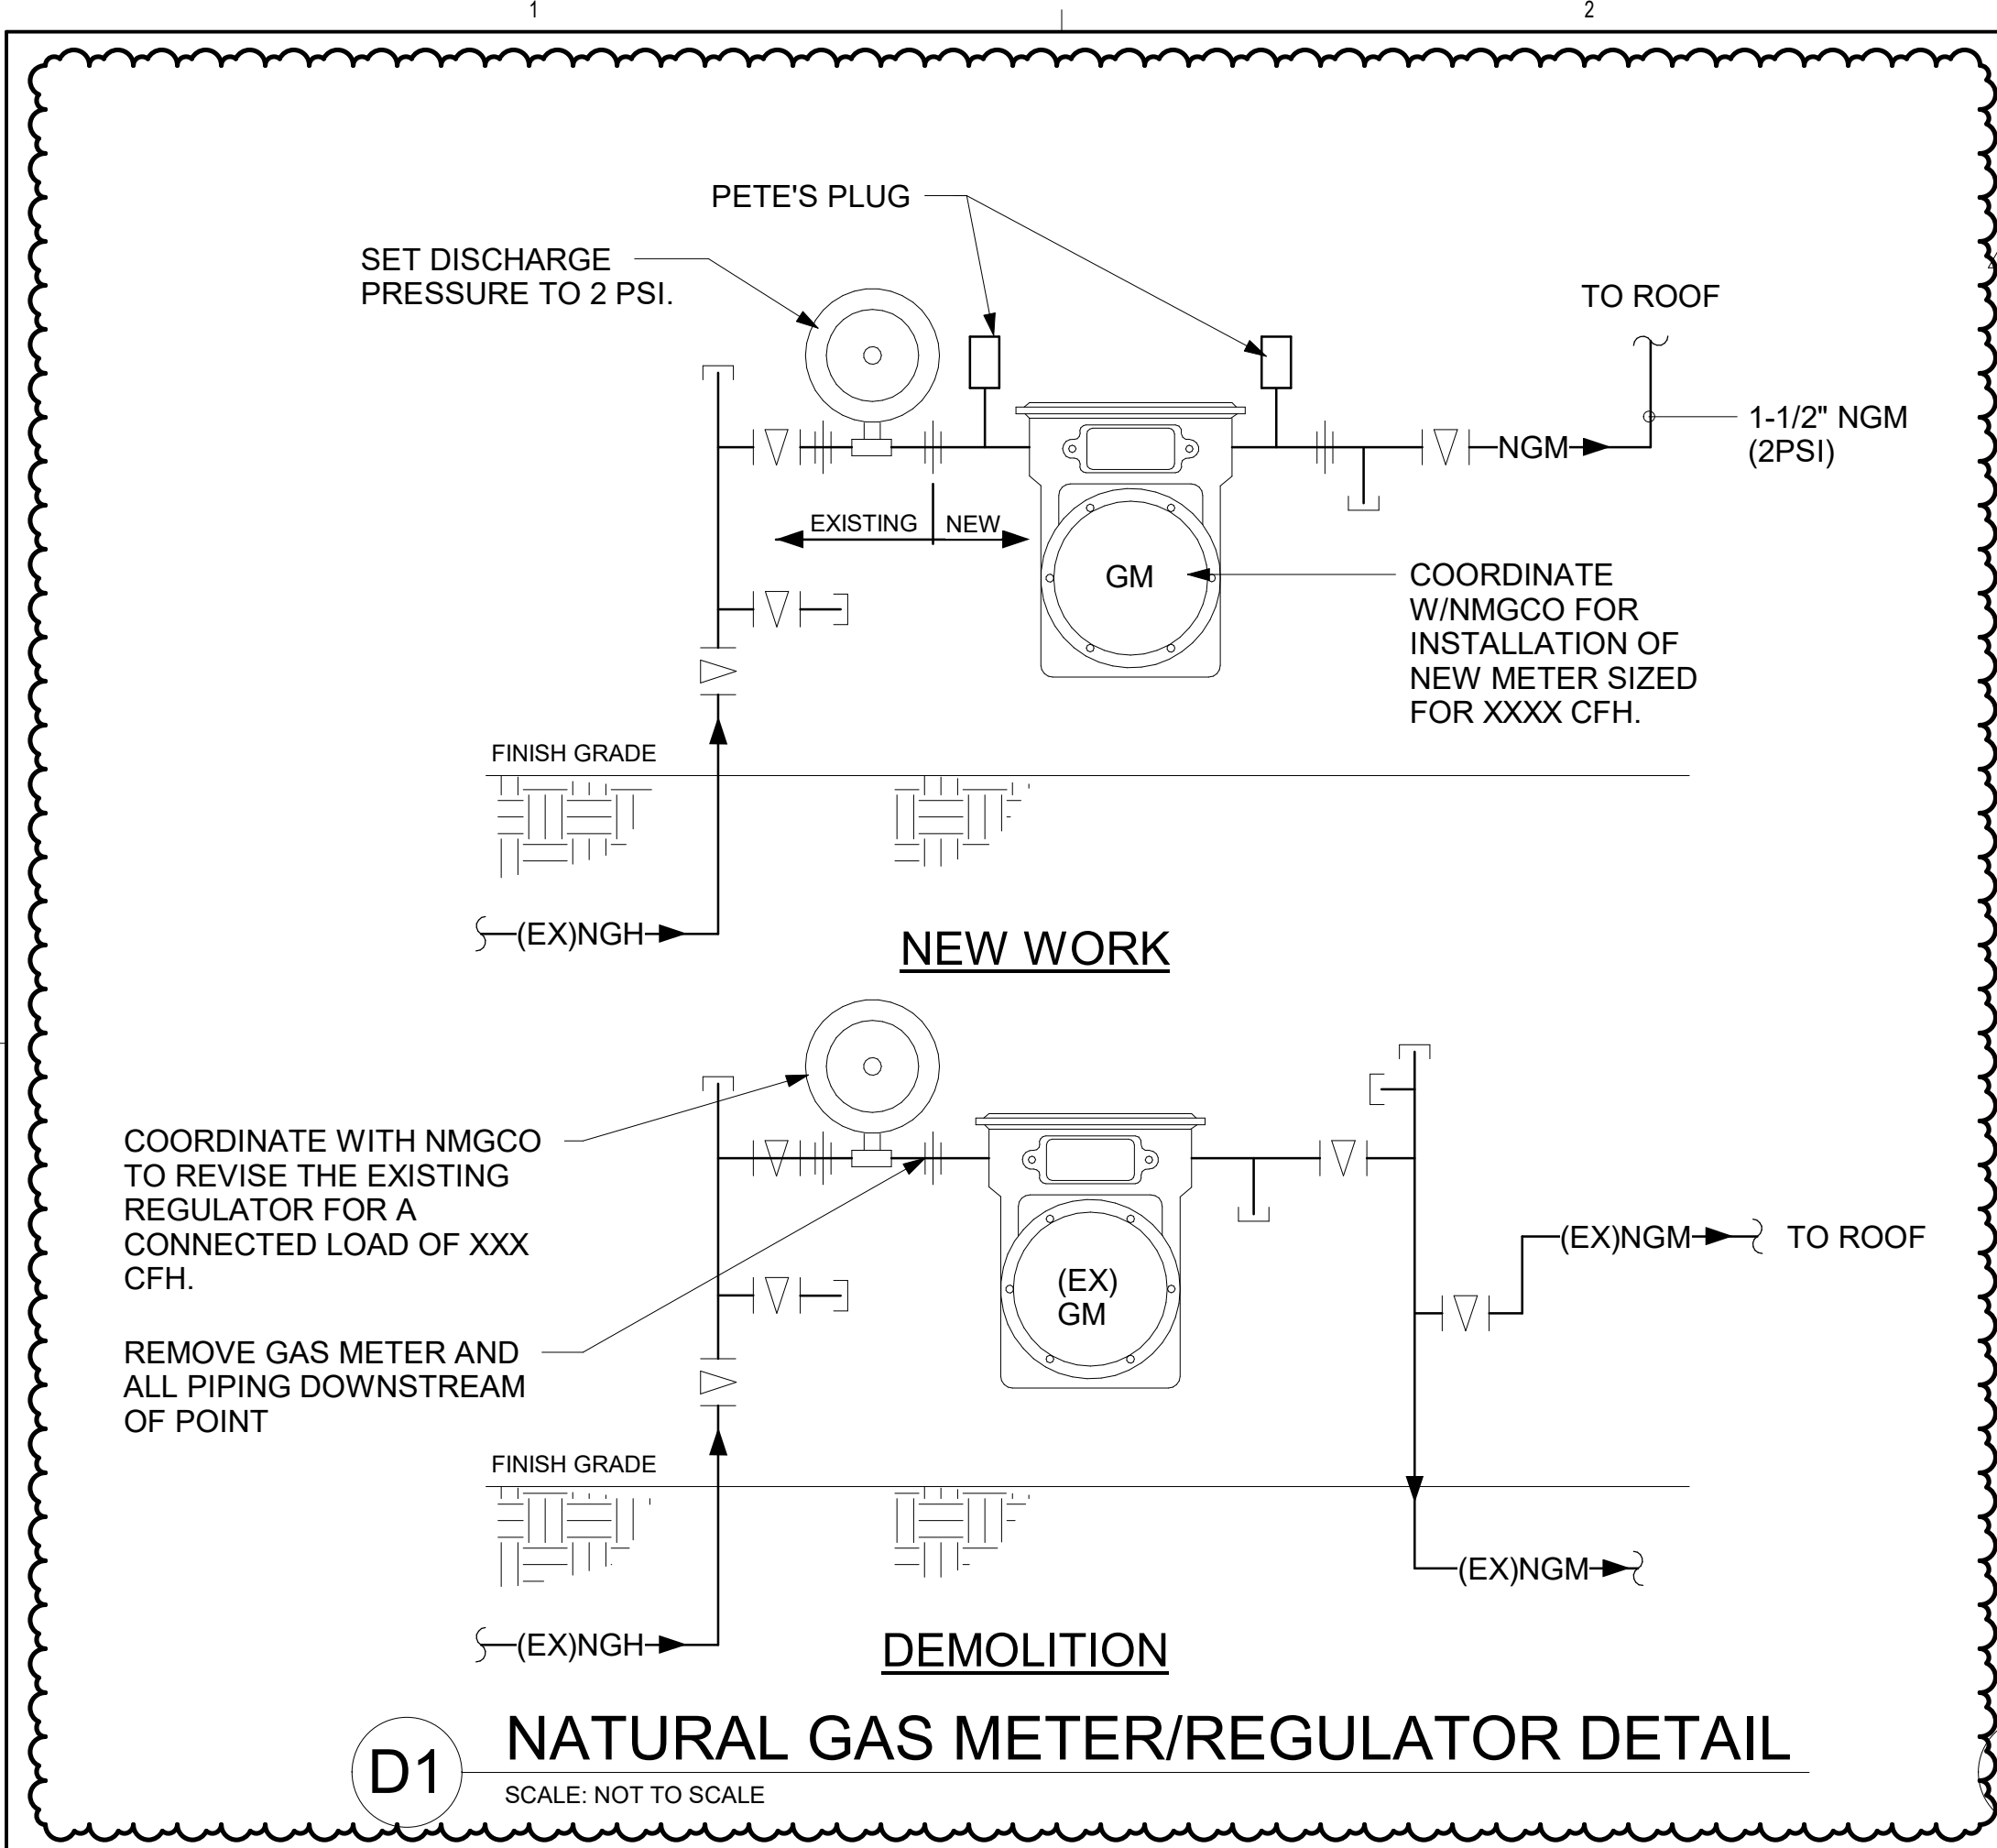 1
2
PETE'S PLUG
SET DISCHARGE
PRESSURE TO 2 PSI.
TO ROOF
1-1/2" NGM
(2PSI)
NGM
EXISTING
NEW
GM
COORDINATE
W/NMGCO FOR
INSTALLATION OF
NEW METER SIZED
FOR XXXX CFH.
FINISH GRADE
(EX)NGH
NEW WORK
COORDINATE WITH NMGCO
TO REVISE THE EXISTING
REGULATOR FOR A
CONNECTED LOAD OF XXX
CFH.
(EX)NGM
TO ROOF
(EX)
GM
REMOVE GAS METER AND
ALL PIPING DOWNSTREAM
OF POINT
FINISH GRADE
(EX)NGM
(EX)NGH
DEMOLITION
D1
NATURAL GAS METER/REGULATOR DETAIL
SCALE: NOT TO SCALE